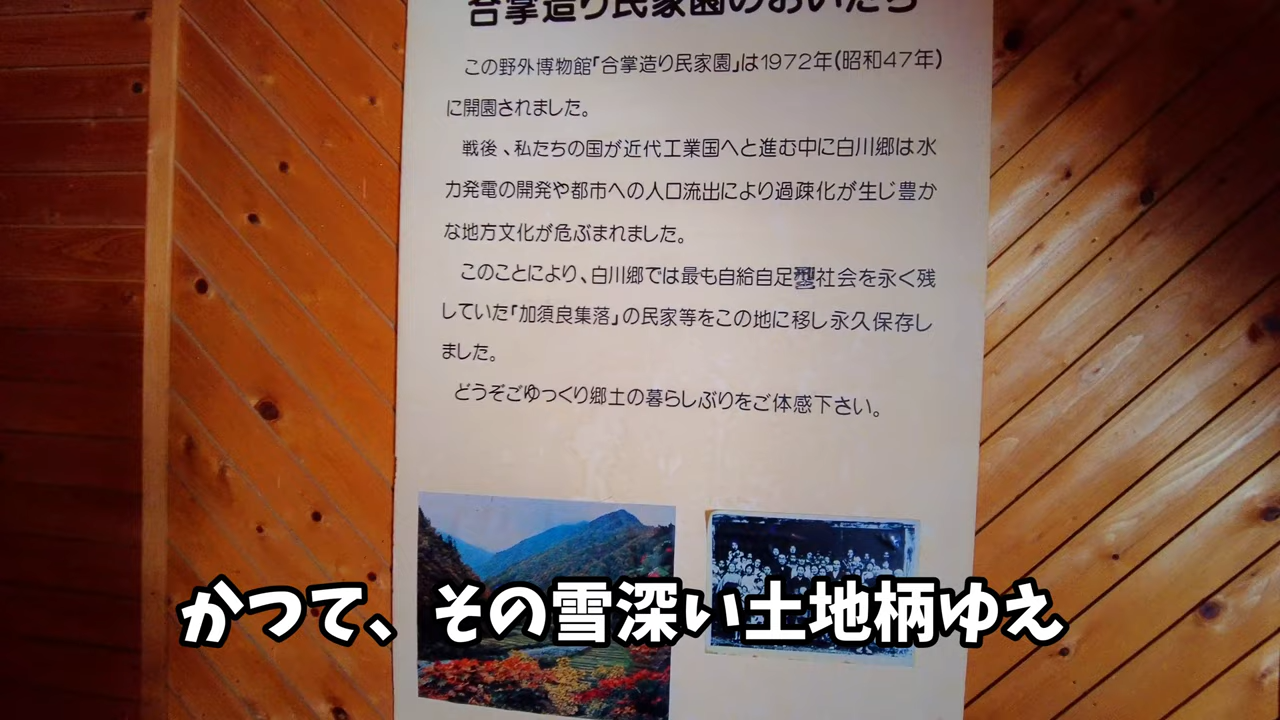 合掌造り民家園のおいたち
この野外博物館「合掌造り民家園」は1972年(昭和47年)
に開園されました。
戦後、私たちの国が近代工業国へと進む中に白川郷は水
力発電の開発や都市への人口流出により過疎化が生じ豊か
な地方文化が危ぶまれました。
このことにより、白川郷では最も自給自足型社会を永く残
していた「加須良集落」の民家等をこの地に移し永久保存し
ました。
どうぞごゆっくり郷土の暮らしぶりをご体感下さい。
かつて、その雪深い土地柄ゆえ